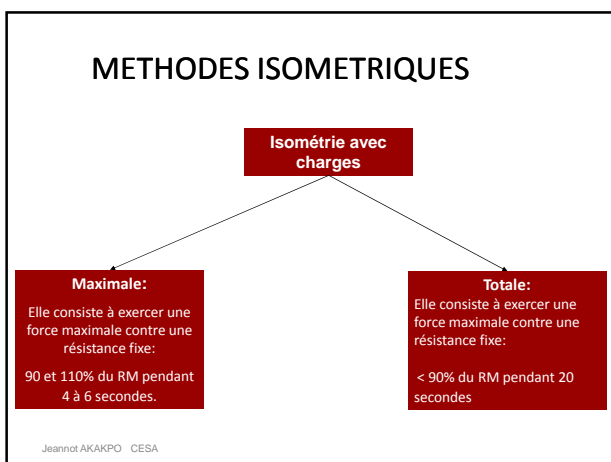 METHODES ISOMETRIQUES
Isométrie avec
charges
Maximale:
Elle consiste à exercer une
force maximale contre une
résistance fixe:
90 et 110% du RM pendant
4 à 6 secondes.
Totale:
Elle consiste à exercer une
force maximale contre une
résistance fixe:
< 90% du RM pendant 20
secondes
Jeannot AKAKPO CESA